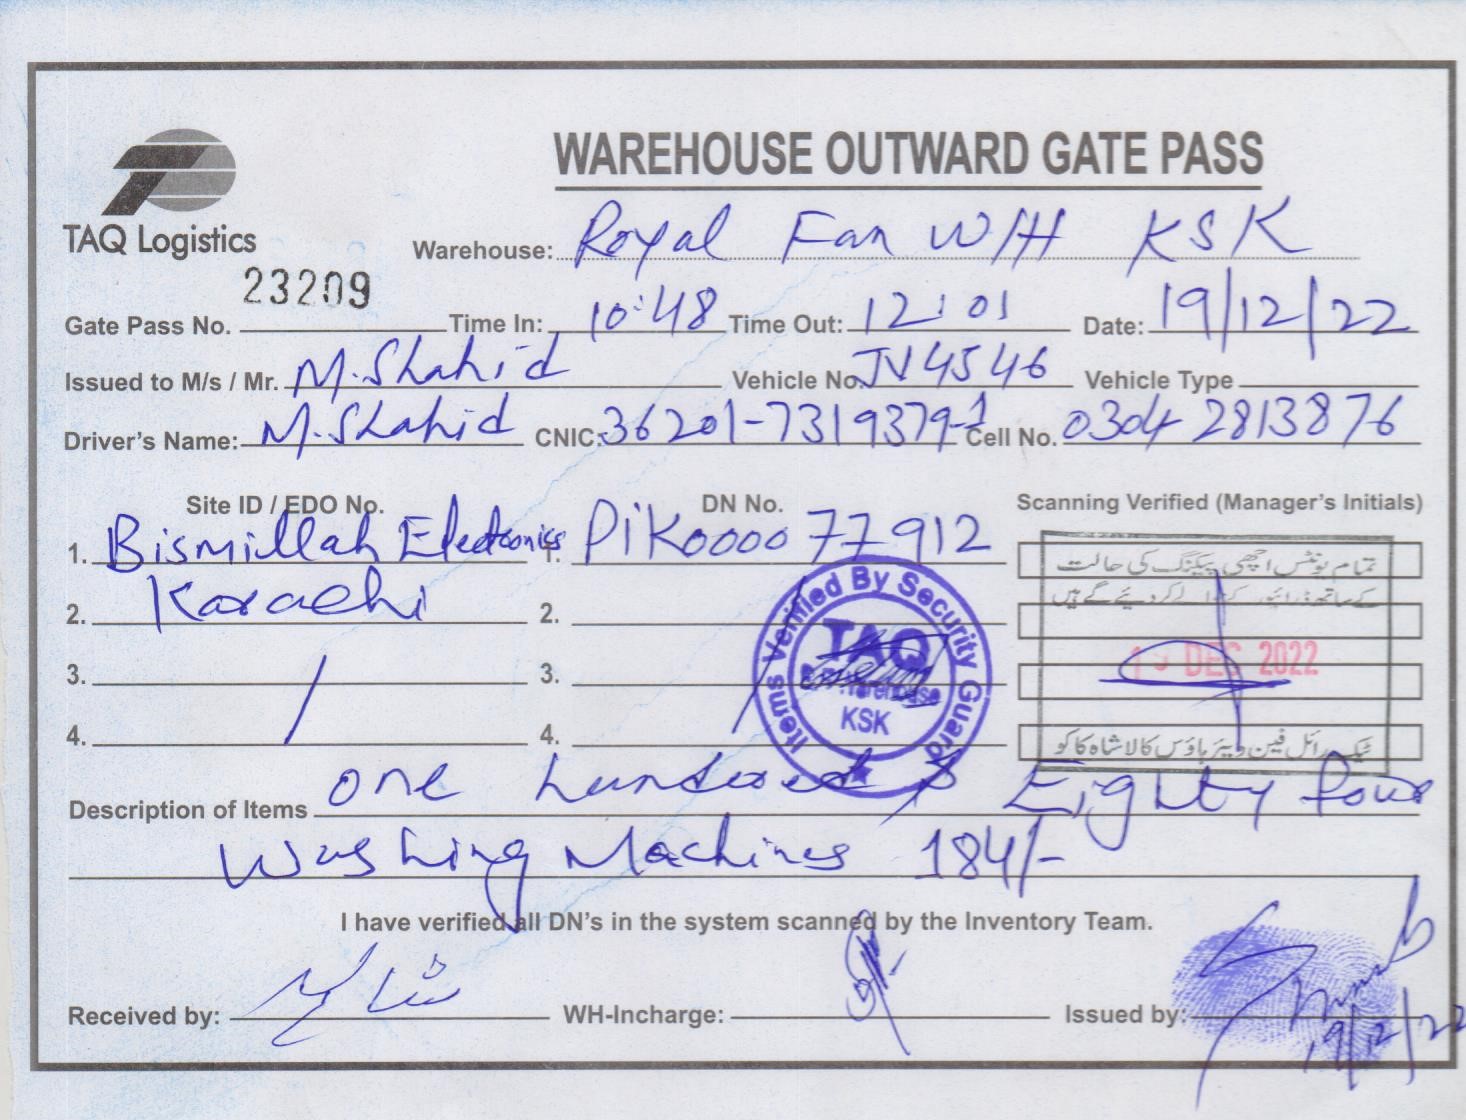 WAREHOUSE OUTWARD GATE PASS
TAQ Logistics
Warehouse: Royal Fan W/H KSK
23209
Gate Pass No. Time In: 10:48 Time Out: 12:01 Date: 19/12/22
Issued to M/s / Mr. M.Shahid Vehicle No. JV 4546 Vehicle Type
Driver's Name: M.Shahid CNIC: 36201-7319379-1 Cell No. 0304 2813876
Site ID / EDO No. DN No. Scanning Verified (Manager's Initials)
1. Bismillah Electronics 1. PiK0000 77912
تمام یونٹس اچھی پیکنگ کی حالت
کے ساتھ ڈرائیور کے حوالے کر دیئے گئے ہیں
2. Karachi 2.
3. 3.
19 DEC 2022
4. 4.
ٹیک رائل فین ویئر ہاؤس کالا شاہ کاکو
Items Verified By Security Guard
TAQ
Warehouse
KSK
Description of Items one hundered & Eighty four
Washing Machines 184/-
I have verified all DN's in the system scanned by the Inventory Team.
Received by: WH-Incharge: Issued by:
19/12/22